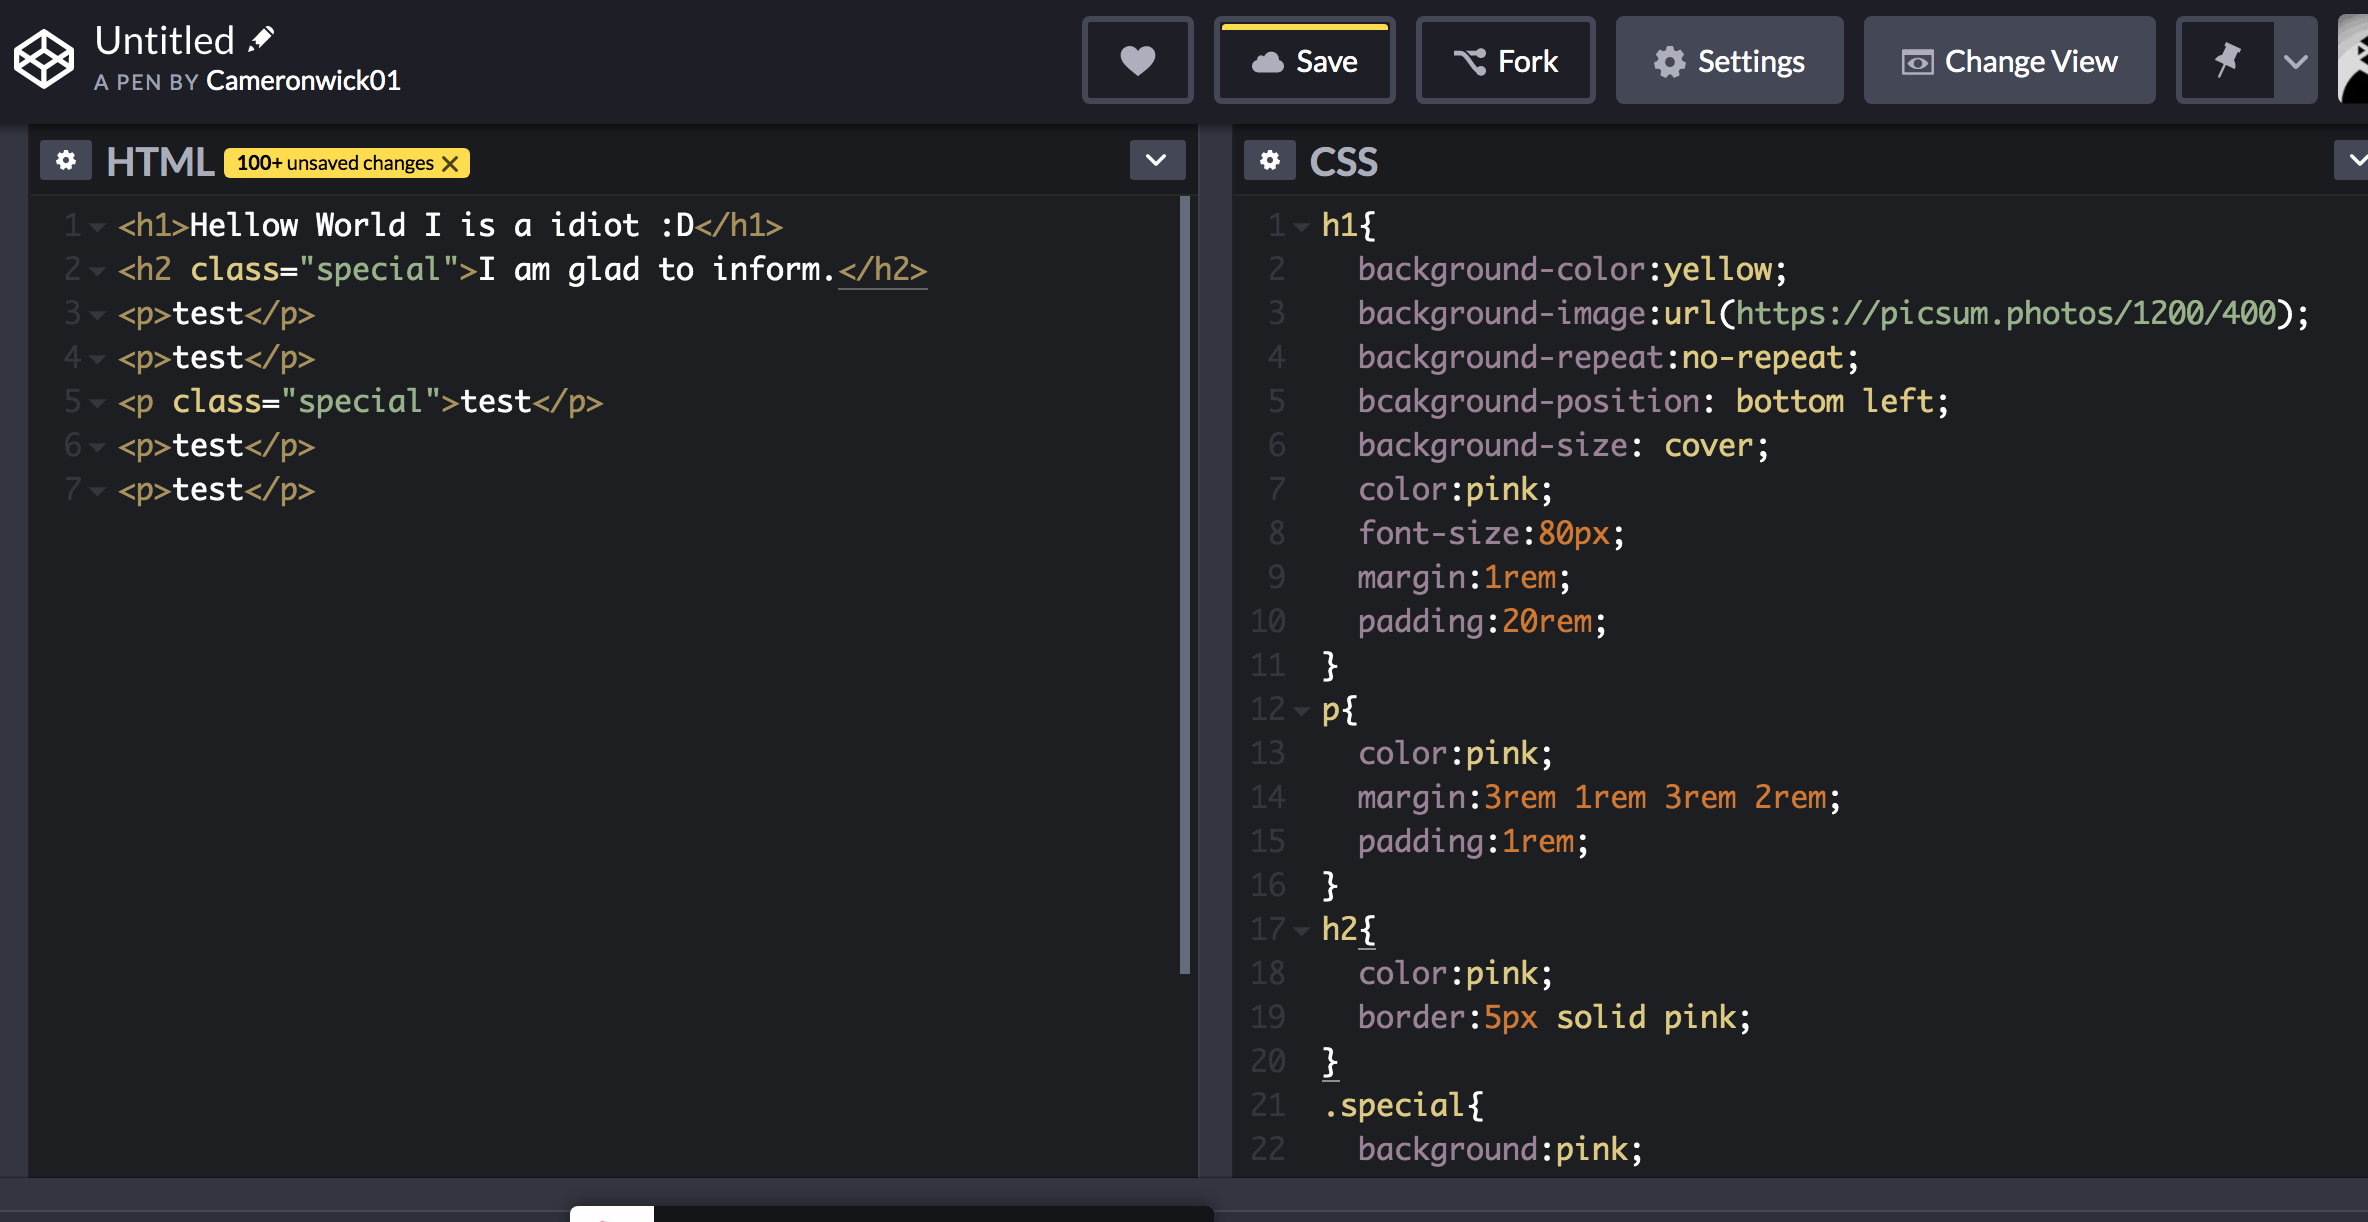 Untitled
A PEN BY Cameronwick01
Save
Fork
Settings
Change View
HTML 100+ unsaved changes
1 <h1>Hellow World I is a idiot :D</h1>
2 <h2 class="special">I am glad to inform.</h2>
3 <p>test</p>
4 <p>test</p>
5 <p class="special">test</p>
6 <p>test</p>
7 <p>test</p>
CSS
1 h1{
2 background-color:yellow;
3 background-image:url(https://picsum.photos/1200/400);
4 background-repeat:no-repeat;
5 bcakground-position: bottom left;
6 background-size: cover;
7 color:pink;
8 font-size:80px;
9 margin:1rem;
10 padding:20rem;
11 }
12 p{
13 color:pink;
14 margin:3rem 1rem 3rem 2rem;
15 padding:1rem;
16 }
17 h2{
18 color:pink;
19 border:5px solid pink;
20 }
21 .special{
22 background:pink;